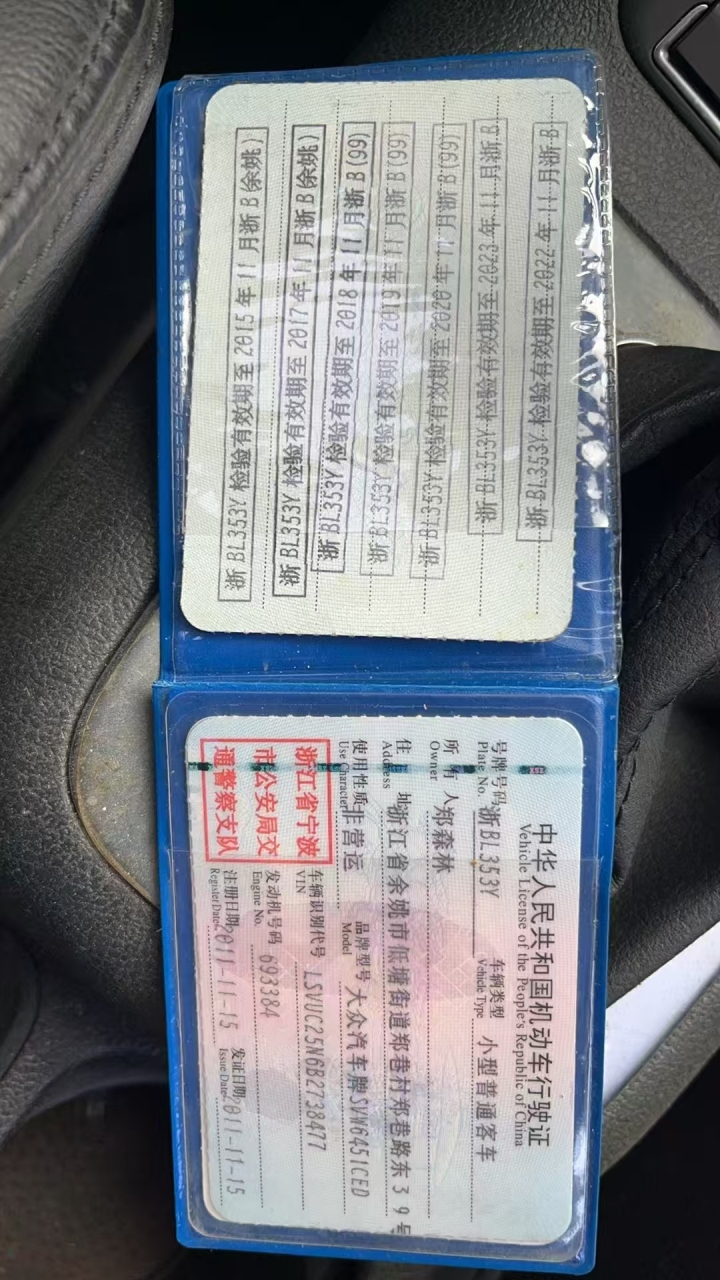 浙BL353Y 检验有效期至2015年11月浙B(余姚)
浙BL353Y 检验有效期至2017年11月浙B(余姚)
浙BL353Y 检验有效期至2018年11月浙B(99)
浙BL353Y 检验有效期至2019年11月浙B(99)
浙BL353Y 检验有效期至2020年11月浙B(99)
浙BL353Y 检验有效期至2023年11月浙B
浙BL353Y 检验有效期至2022年11月浙B
中华人民共和国机动车行驶证
Vehicle License of the People's Republic of China
号牌号码 浙BL353Y 车辆类型 小型普通客车
Plate No. Vehicle Type
所有人 郑森林
Owner
住址 浙江省余姚市低塘街道郑巷村郑巷路东39号
Address
使用性质 非营运 品牌型号 大众汽车牌SVW6451CED
Use Character Model
浙江省宁波
市公安局交
通警察支队
车辆识别代号 LSVUC25N6B2738477
VIN
发动机号码 693384
Engine No.
注册日期 2011-11-15 发证日期 2011-11-15
Register Date Issue Date